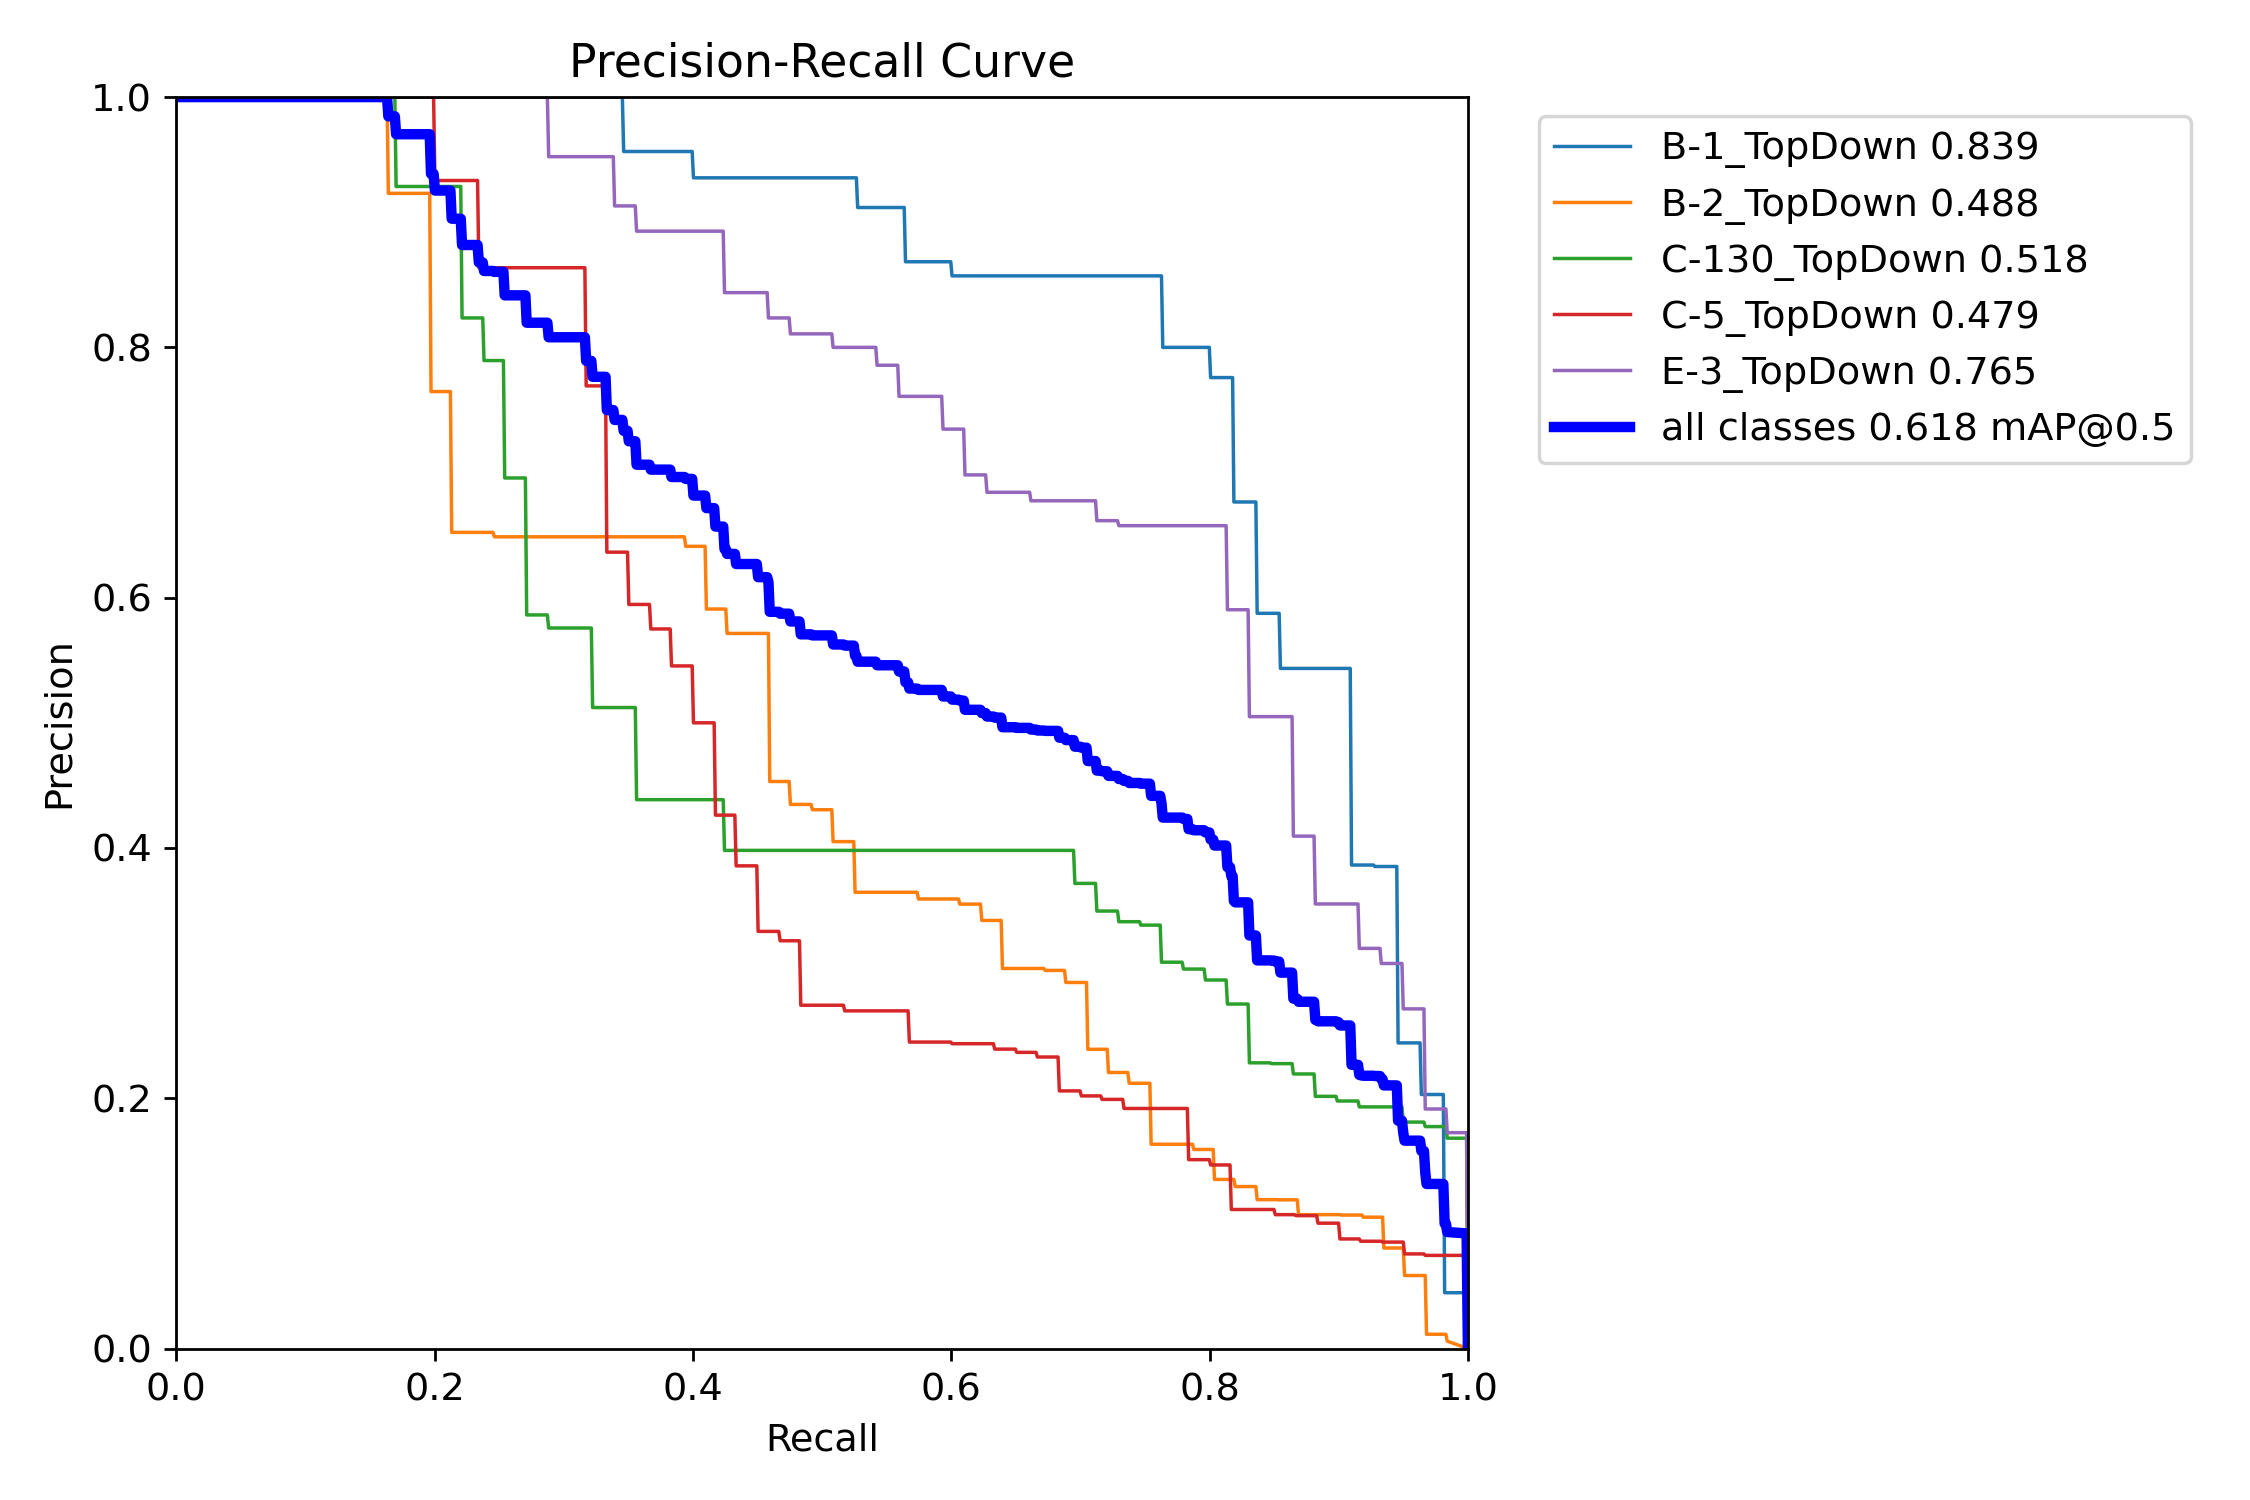 Precision-Recall Curve
1.0
0.8
0.6
0.4
0.2
0.0
Precision
0.0 0.2 0.4 0.6 0.8 1.0
Recall
B-1_TopDown 0.839
B-2_TopDown 0.488
C-130_TopDown 0.518
C-5_TopDown 0.479
E-3_TopDown 0.765
all classes 0.618 mAP@0.5